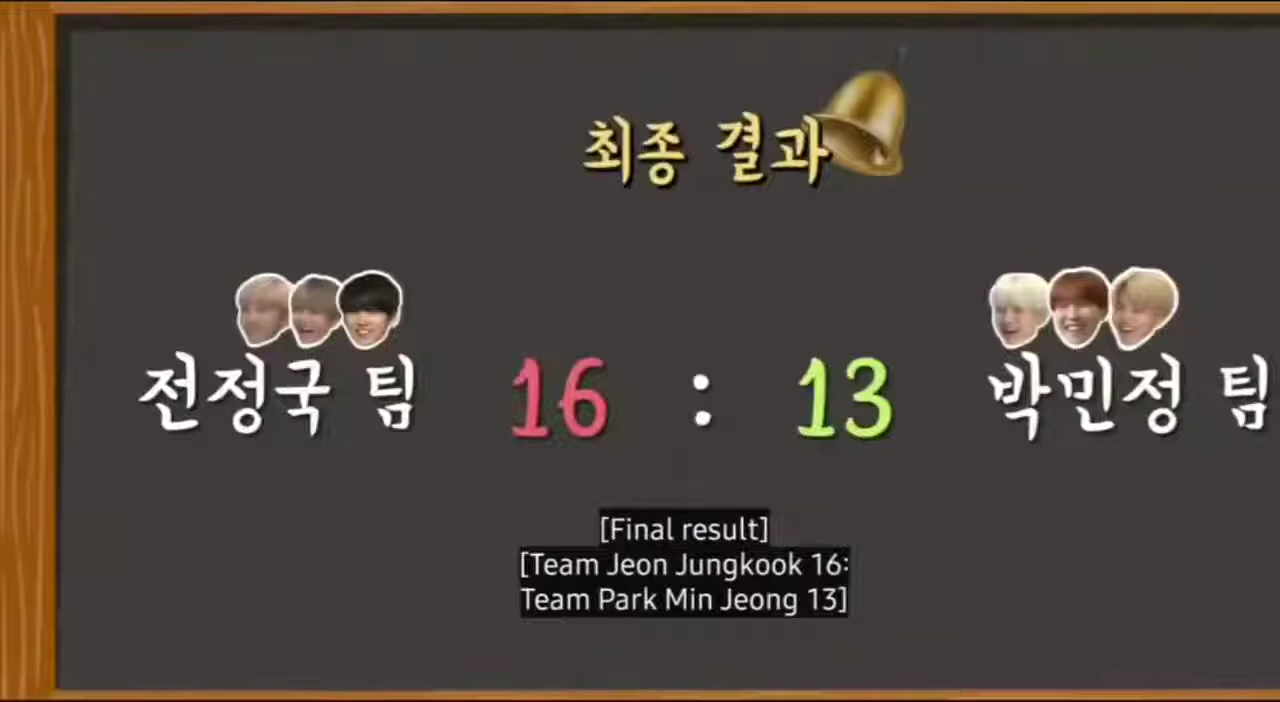 최종 결과
전정국 팀 16 : 13 박민정 팀
[Final result]
[Team Jeon Jungkook 16:
Team Park Min Jeong 13]